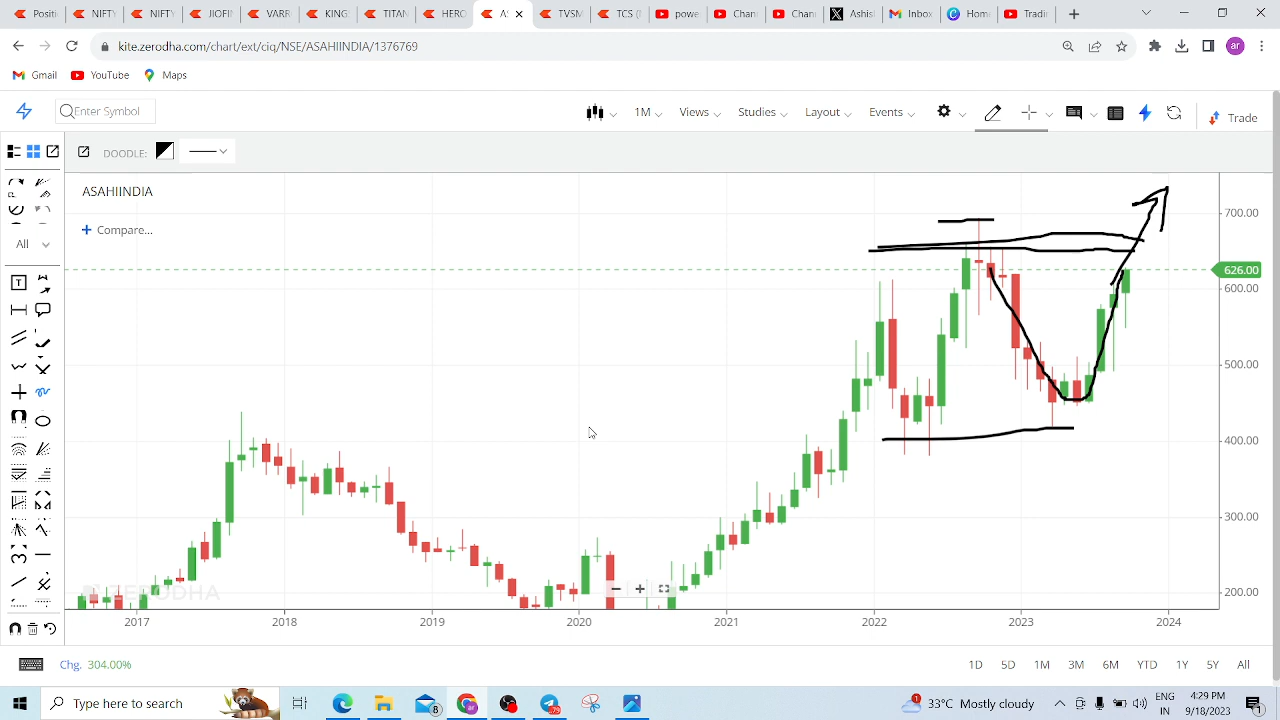 Positi
NIFTY
NIFT
JIOFI
VARR
KING
TITAN
HERO
TVSM
TCS (
powe
Chan
Chan
Ashis
Inbo
Hom
Tradi
kite.zerodha.com/chart/ext/ciq/NSE/ASAHIINDIA/1376769
Gmail YouTube Maps
Enter Symbol 1M Views Studies Layout Events Trade
DOODLE:
ASAHIINDIA
Compare...
All
700.00
626.00
600.00
500.00
400.00
300.00
200.00
ZERODHA
2017 2018 2019 2020 2021 2022 2023 2024
Chg. 304.00% 1D 5D 1M 3M 6M YTD 1Y 5Y All
Type here to search 33°C Mostly cloudy ENG IN 4:29 PM 9/18/2023